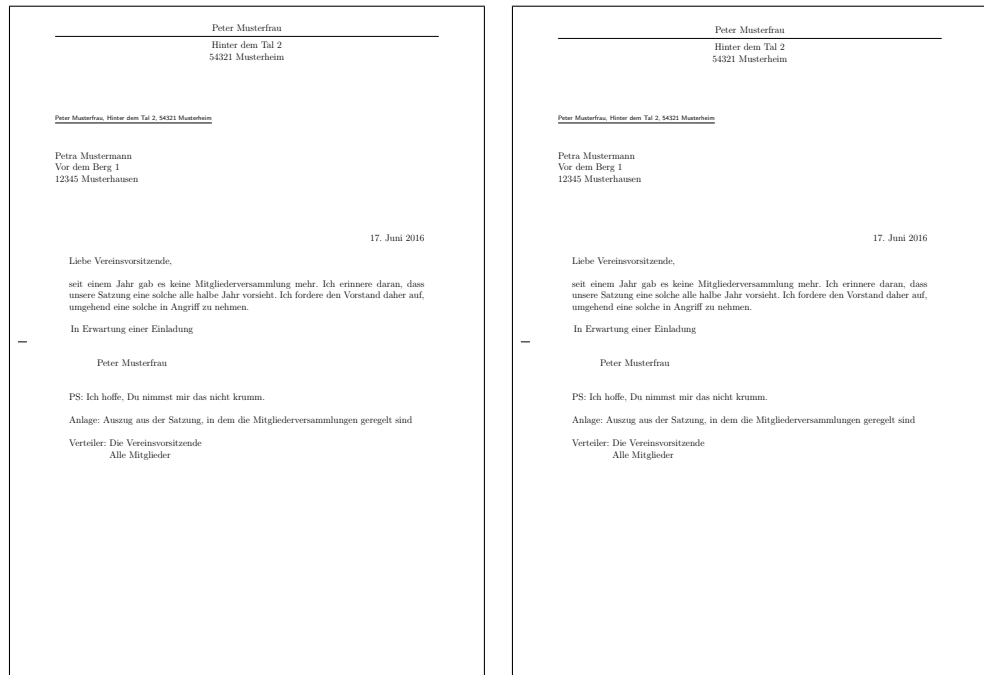 Peter Musterfrau
Hinter dem Tal 2
54321 Musterheim
Peter Musterfrau, Hinter dem Tal 2, 54321 Musterheim
Petra Mustermann
Vor dem Berg 1
12345 Musterhausen
17. Juni 2016
Liebe Vereinsvorsitzende,
seit einem Jahr gab es keine Mitgliederversammlung mehr. Ich erinnere daran, dass
unsere Satzung eine solche alle halbe Jahr vorsieht. Ich fordere den Vorstand daher auf,
umgehend eine solche in Angriff zu nehmen.
In Erwartung einer Einladung
Peter Musterfrau
PS: Ich hoffe, Du nimmst mir das nicht krumm.
Anlage: Auszug aus der Satzung, in dem die Mitgliederversammlungen geregelt sind
Verteiler: Die Vereinsvorsitzende
Alle Mitglieder
Peter Musterfrau
Hinter dem Tal 2
54321 Musterheim
Peter Musterfrau, Hinter dem Tal 2, 54321 Musterheim
Petra Mustermann
Vor dem Berg 1
12345 Musterhausen
17. Juni 2016
Liebe Vereinsvorsitzende,
seit einem Jahr gab es keine Mitgliederversammlung mehr. Ich erinnere daran, dass
unsere Satzung eine solche alle halbe Jahr vorsieht. Ich fordere den Vorstand daher auf,
umgehend eine solche in Angriff zu nehmen.
In Erwartung einer Einladung
Peter Musterfrau
PS: Ich hoffe, Du nimmst mir das nicht krumm.
Anlage: Auszug aus der Satzung, in dem die Mitgliederversammlungen geregelt sind
Verteiler: Die Vereinsvorsitzende
Alle Mitglieder